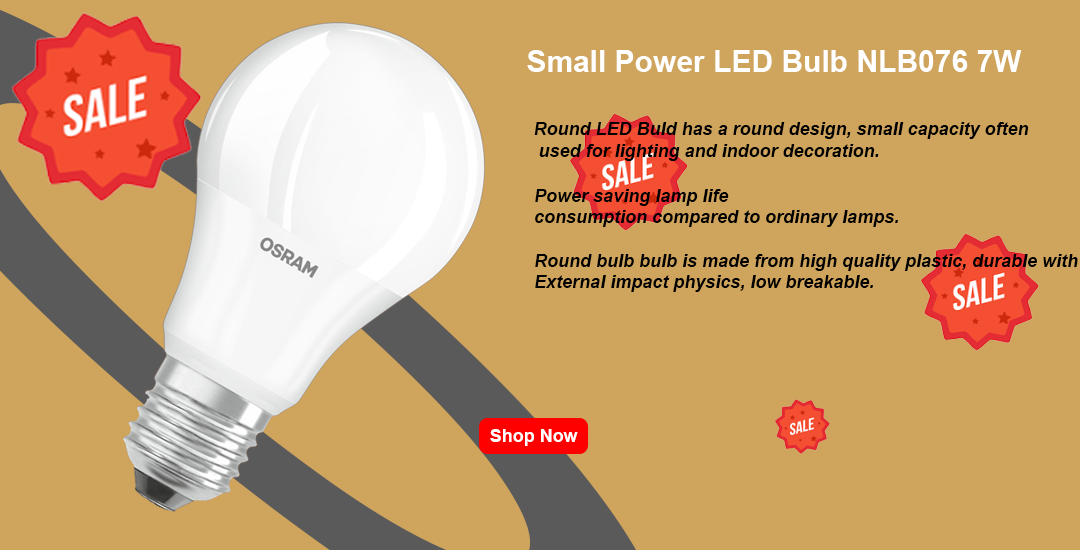 SALE
Small Power LED Bulb NLB076 7W
Round LED Buld has a round design, small capacity often
used for lighting and indoor decoration.
SALE
Power saving lamp life
consumption compared to ordinary lamps.
OSRAM
Round bulb bulb is made from high quality plastic, durable with
External impact physics, low breakable.
SALE
Shop Now
SALE